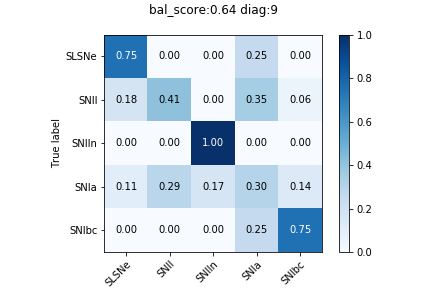 bal_score:0.64 diag:9
True label
SLSNe 0.75 0.00 0.00 0.25 0.00
SNII 0.18 0.41 0.00 0.35 0.06
SNIIn 0.00 0.00 1.00 0.00 0.00
SNIa 0.11 0.29 0.17 0.30 0.14
SNIbc 0.00 0.00 0.00 0.25 0.75
SLSNe SNII SNIIn SNIa SNIbc
1.0
0.8
0.6
0.4
0.2
0.0